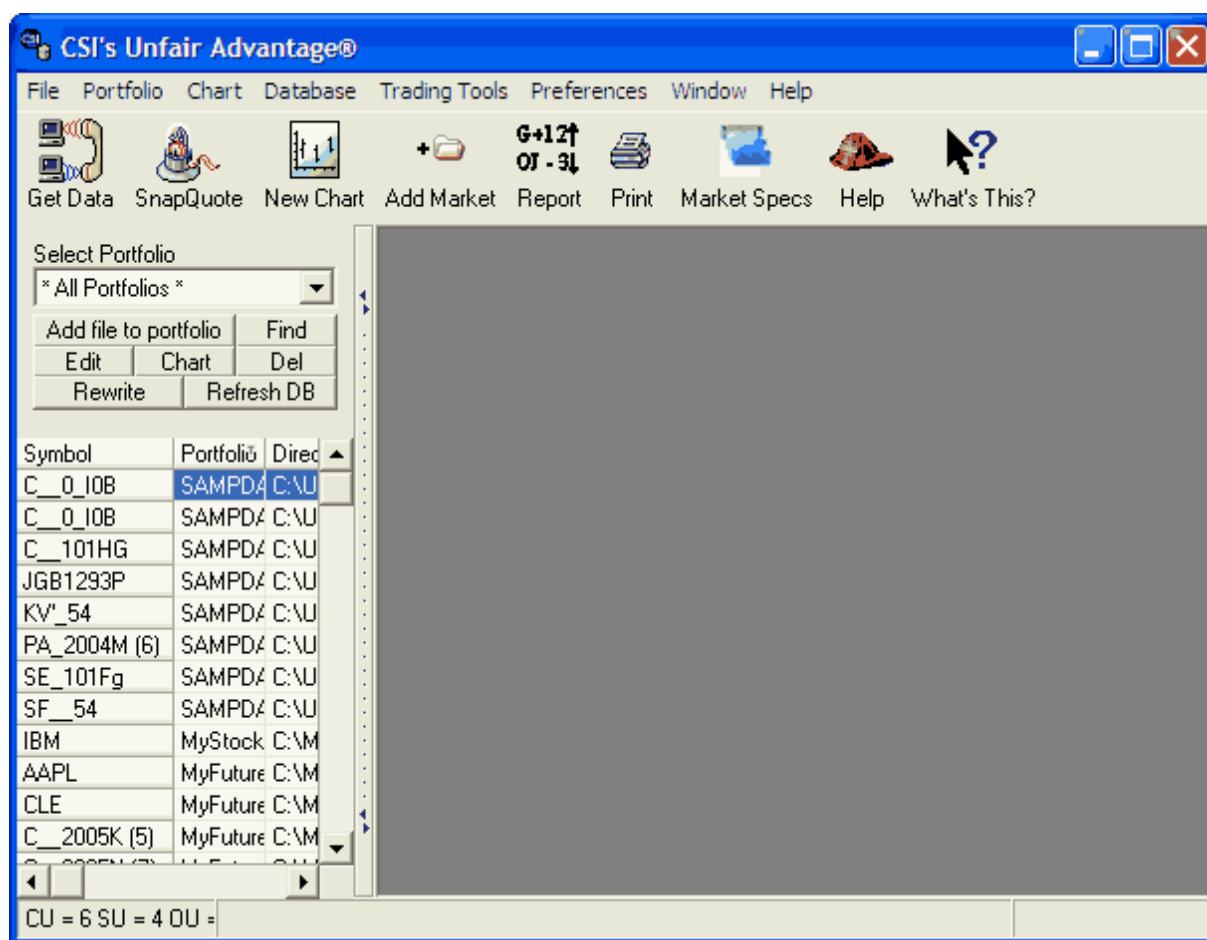 CSI's Unfair Advantage®
File Portfolio Chart Database Trading Tools Preferences Window Help
G+12↑
OJ - 3↓
Get Data SnapQuote New Chart Add Market Report Print Market Specs Help What's This?
Select Portfolio
* All Portfolios *
Add file to portfolio Find
Edit Chart Del
Rewrite Refresh DB
Symbol Portfolio Direc
C__0_I0B SAMPDA C:\U
C__0_I0B SAMPDA C:\U
C__101HG SAMPDA C:\U
JGB1293P SAMPDA C:\U
KV'_54 SAMPDA C:\U
PA_2004M (6) SAMPDA C:\U
SE_101Fg SAMPDA C:\U
SF__54 SAMPDA C:\U
IBM MyStock C:\M
AAPL MyFuture C:\M
CLE MyFuture C:\M
C__2005K (5) MyFuture C:\M
CU = 6 SU = 4 OU =